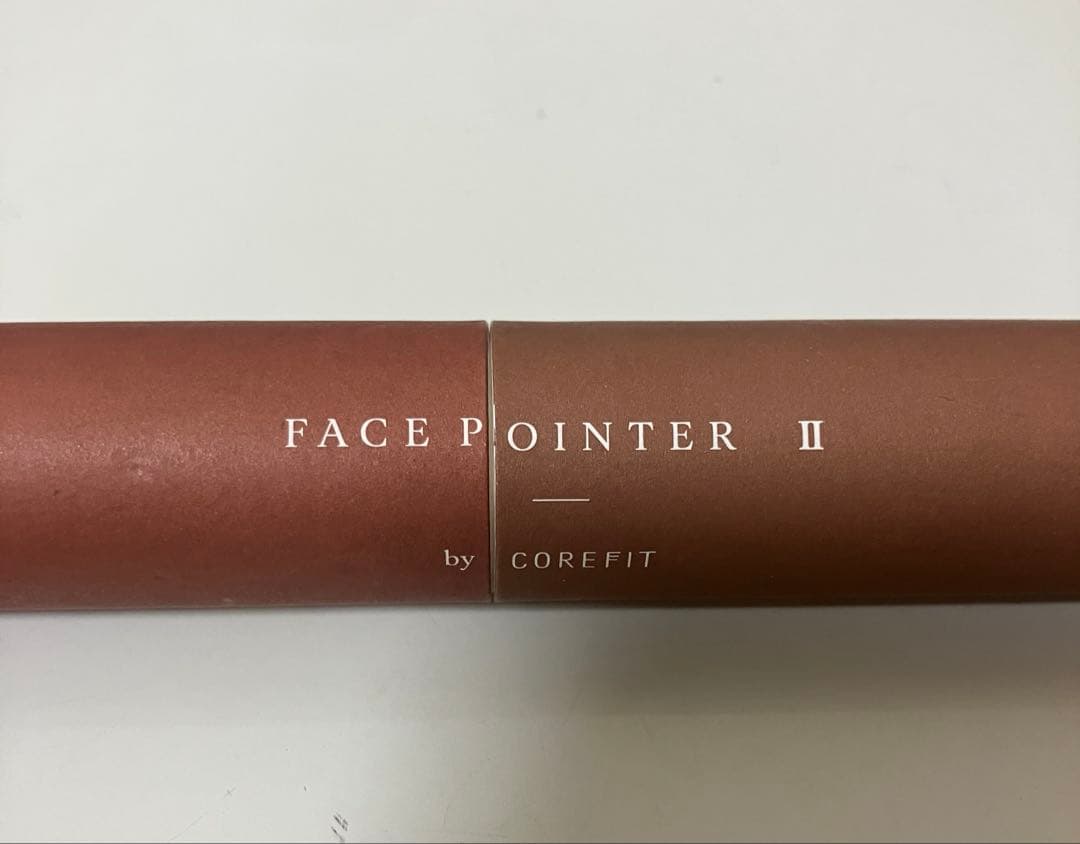 FACE POINTER Ⅱ
by COREFIT